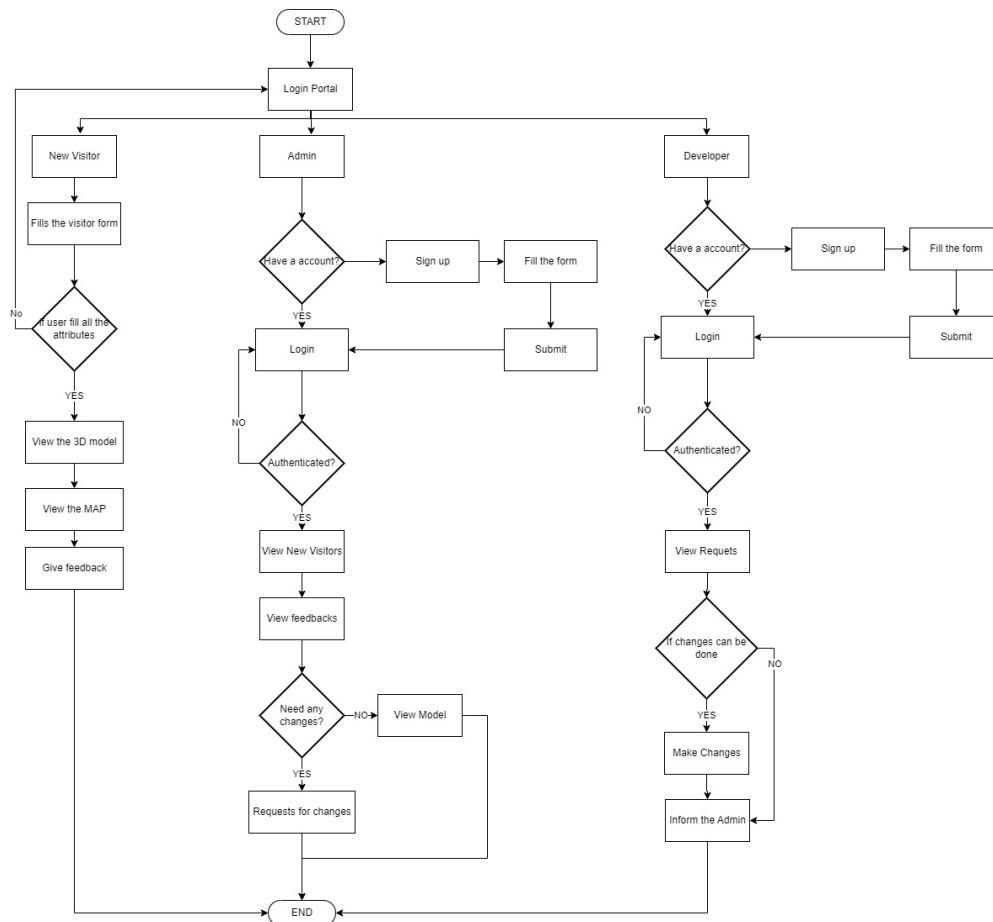 START
Login Portal
New Visitor
Admin
Developer
Fills the visitor form
Have a account?
Sign up
Fill the form
Have a account?
Sign up
Fill the form
No
If user fill all the
attributes
YES
YES
Login
Submit
Login
Submit
YES
NO
NO
View the 3D model
Authenticated?
Authenticated?
View the MAP
YES
YES
Give feedback
View New Visitors
View Requets
View feedbacks
If changes can be
done
NO
Need any
changes?
NO
View Model
YES
YES
Make Changes
Requests for changes
Inform the Admin
END